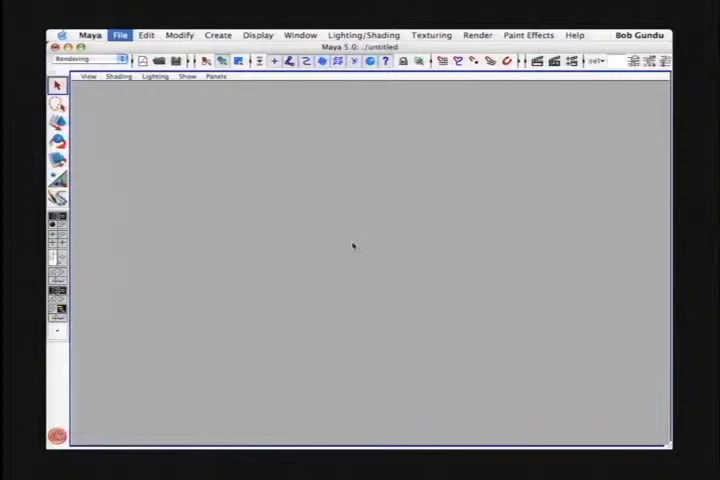 Maya File Edit Modify Create Display Window Lighting/Shading Texturing Render Paint Effects Help Bob Gundu
Maya 5.0: ./untitled
Rendering
View Shading Lighting Show Panels